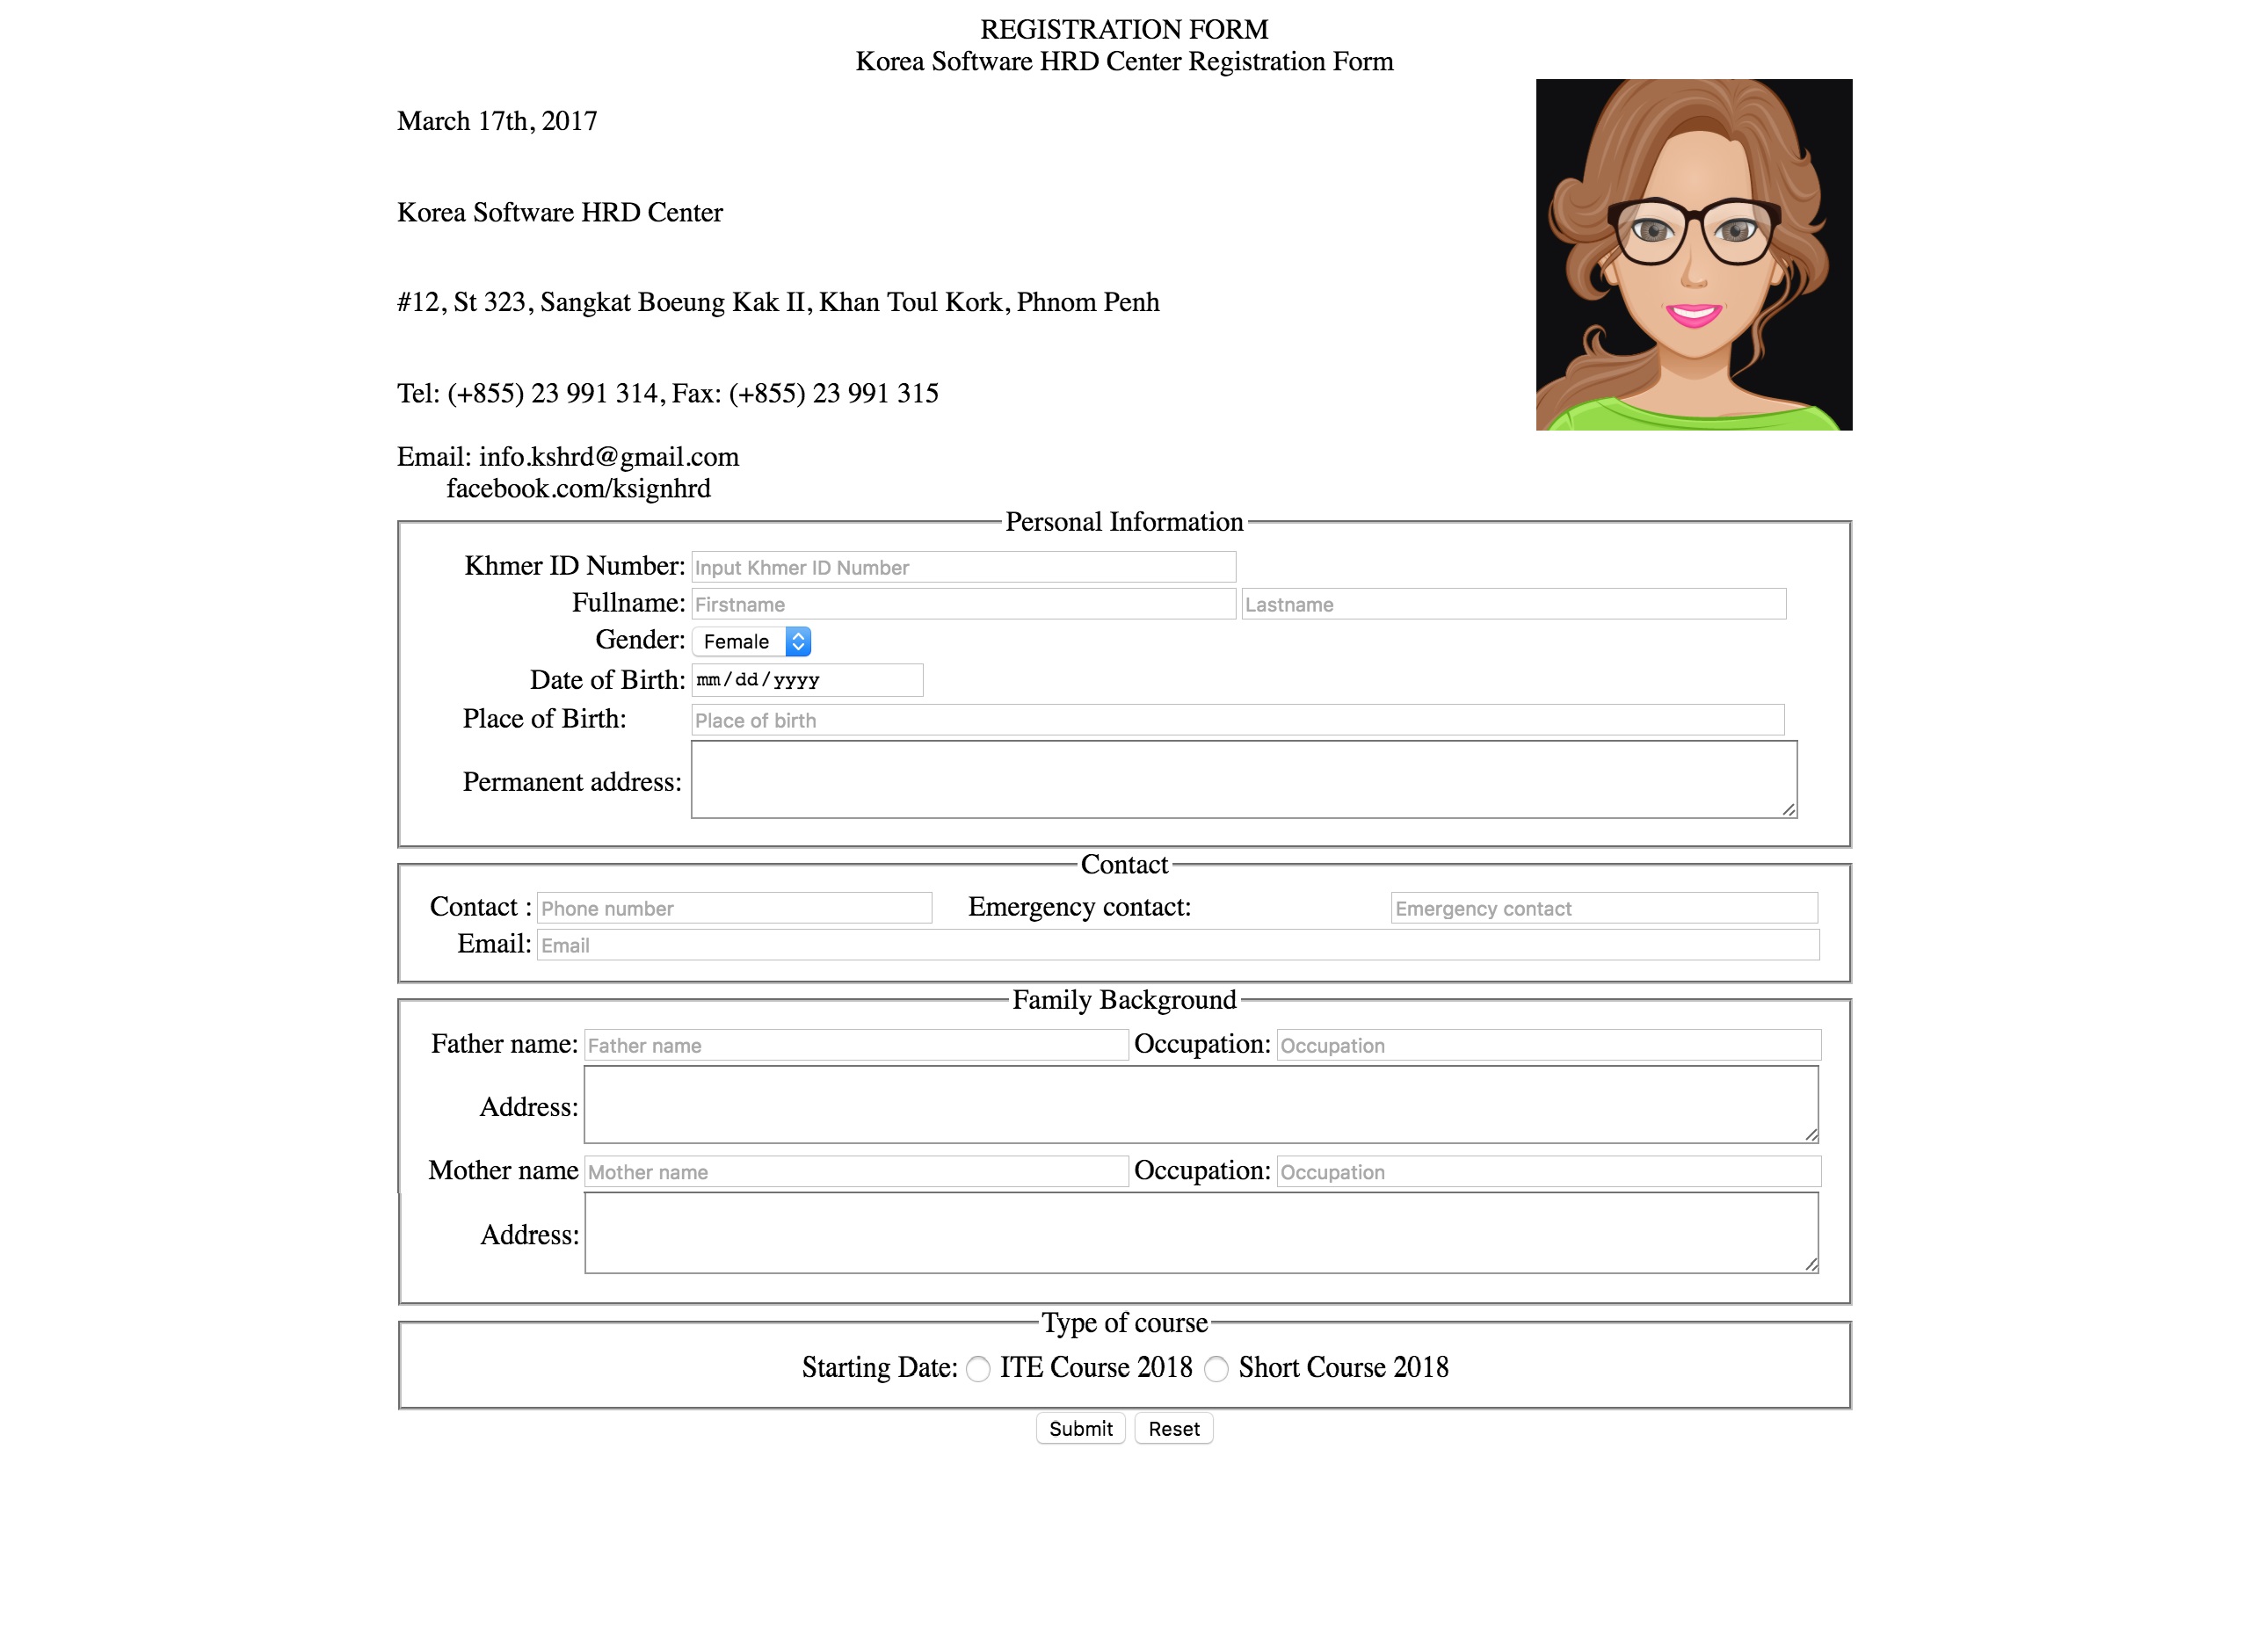 REGISTRATION FORM
Korea Software HRD Center Registration Form
March 17th, 2017
Korea Software HRD Center
#12, St 323, Sangkat Boeung Kak II, Khan Toul Kork, Phnom Penh
Tel: (+855) 23 991 314, Fax: (+855) 23 991 315
Email: info.kshrd@gmail.com
facebook.com/ksignhrd
Personal Information
Khmer ID Number: Input Khmer ID Number
Fullname: Firstname Lastname
Gender: Female
Date of Birth: mm/dd/yyyy
Place of Birth: Place of birth
Permanent address:
Contact
Contact : Phone number Emergency contact: Emergency contact
Email: Email
Family Background
Father name: Father name Occupation: Occupation
Address:
Mother name Mother name Occupation: Occupation
Address:
Type of course
Starting Date: ITE Course 2018 Short Course 2018
Submit Reset